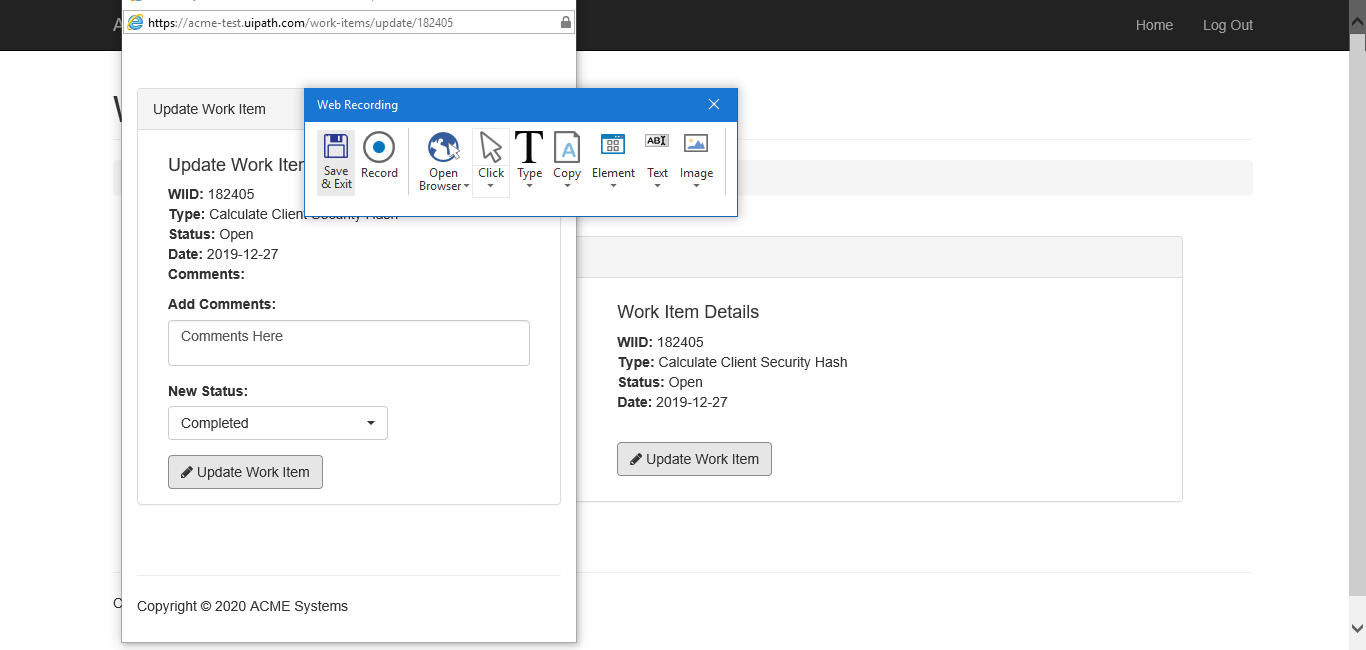 https://acme-test.uipath.com/work-items/update/182405
Home
Log Out
Update Work Item
Web Recording
Save & Exit
Record
Open Browser
Click
Type
Copy
Element
Text
Image
Update Work Iter
WIID: 182405
Type: Calculate Client Security Hash
Status: Open
Date: 2019-12-27
Comments:
Add Comments:
Comments Here
New Status:
Completed
Update Work Item
Copyright © 2020 ACME Systems
Work Item Details
WIID: 182405
Type: Calculate Client Security Hash
Status: Open
Date: 2019-12-27
Update Work Item